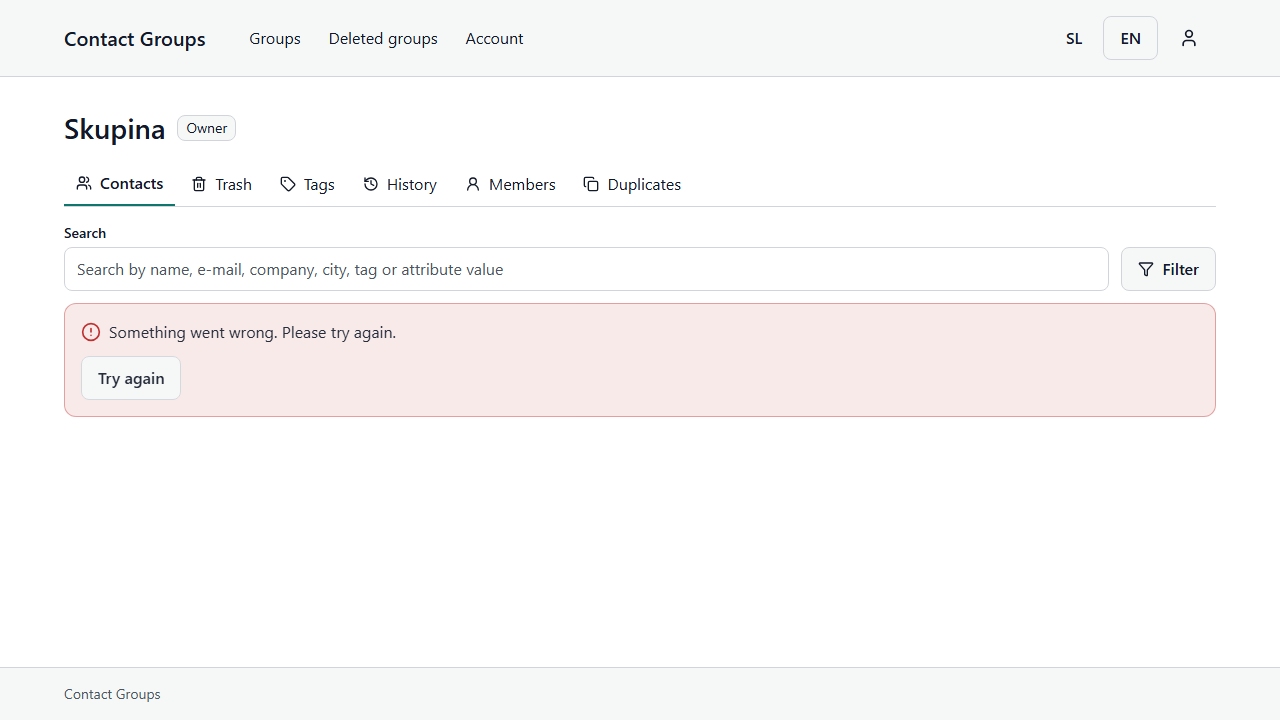 Contact Groups Groups Deleted groups Account SL EN
Skupina Owner
Contacts Trash Tags History Members Duplicates
Search
Search by name, e-mail, company, city, tag or attribute value Filter
Something went wrong. Please try again.
Try again
Contact Groups